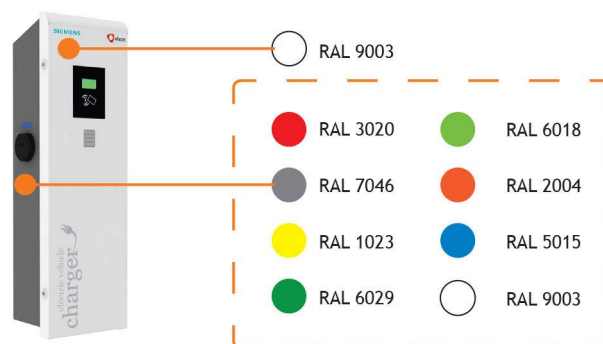 SIEMENS
RAL 9003
RAL 3020
RAL 6018
RAL 7046
RAL 2004
RAL 1023
RAL 5015
RAL 6029
RAL 9003
electric vehicle
charger